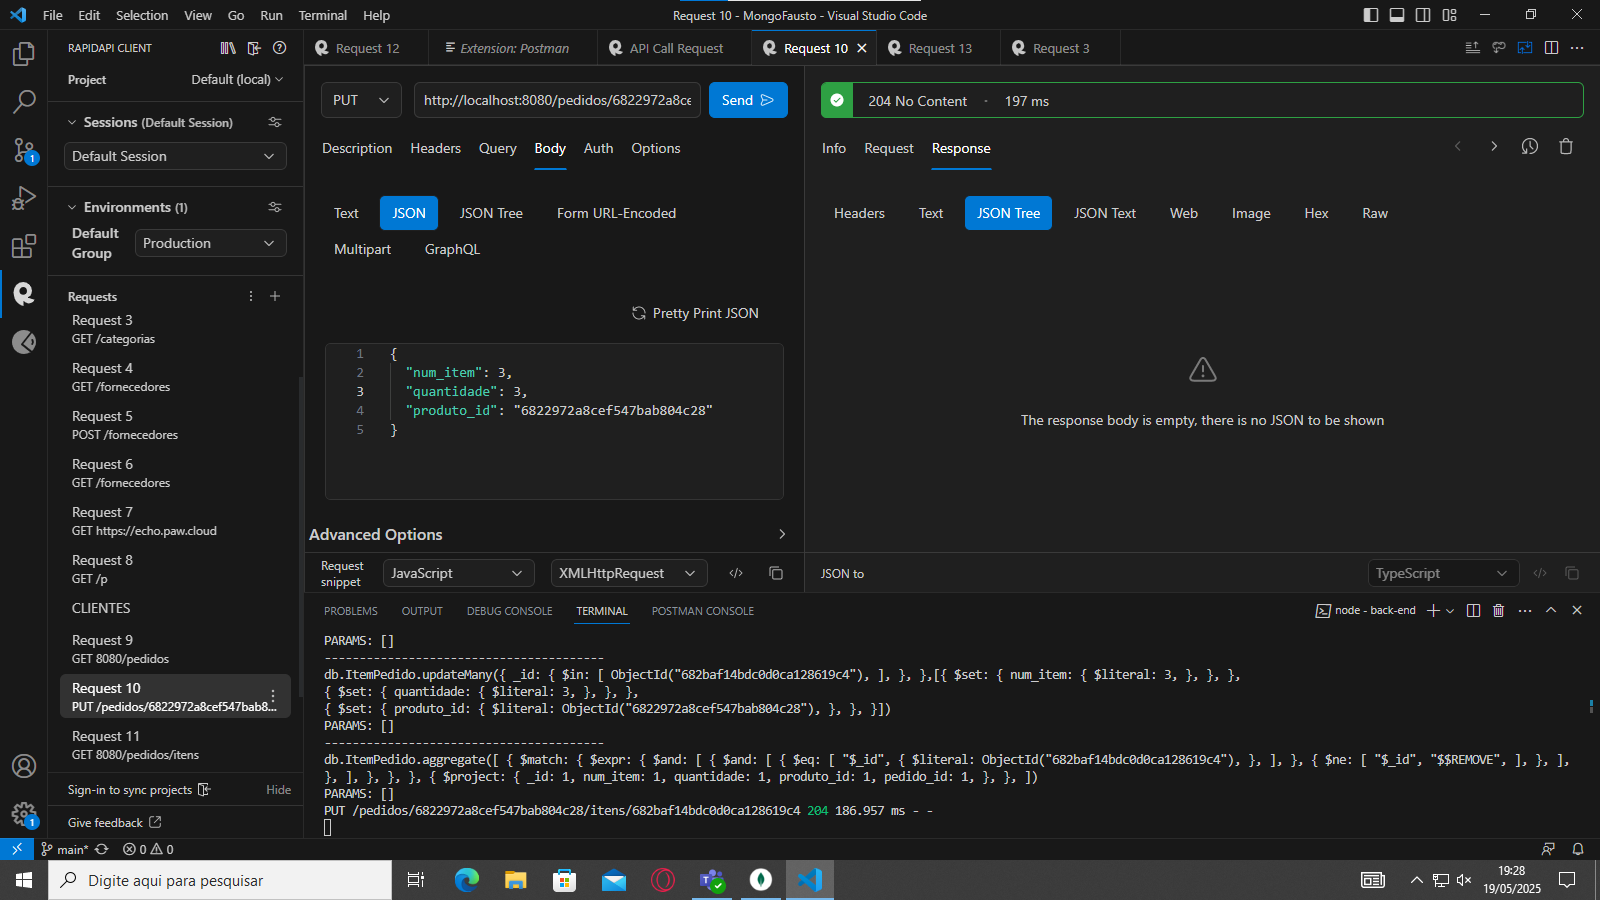 File Edit Selection View Go Run Terminal Help
Request 10 - MongoFausto - Visual Studio Code
RAPIDAPI CLIENT
Project Default (local)
Sessions (Default Session)
Default Session
Environments (1)
Default Group
Production
Requests
Request 3
GET /categorias
Request 4
GET /fornecedores
Request 5
POST /fornecedores
Request 6
GET /fornecedores
Request 7
GET https://echo.paw.cloud
Request 8
GET /p
CLIENTES
Request 9
GET 8080/pedidos
Request 10
PUT /pedidos/6822972a8cef547bab8...
Request 11
GET 8080/pedidos/itens
Sign-in to sync projects Hide
Give feedback
Request 12 Extension: Postman API Call Request Request 10 Request 13 Request 3
PUT http://localhost:8080/pedidos/6822972a8ce Send
Description Headers Query Body Auth Options
Text JSON JSON Tree Form URL-Encoded
Multipart GraphQL
Pretty Print JSON
1 {
2 "num_item": 3,
3 "quantidade": 3,
4 "produto_id": "6822972a8cef547bab804c28"
5 }
Advanced Options
Request snippet JavaScript XMLHttpRequest
204 No Content · 197 ms
Info Request Response
Headers Text JSON Tree JSON Text Web Image Hex Raw
The response body is empty, there is no JSON to be shown
JSON to TypeScript
PROBLEMS OUTPUT DEBUG CONSOLE TERMINAL POSTMAN CONSOLE
node - back-end
PARAMS: []
----------------------------------------
db.ItemPedido.updateMany({ _id: { $in: [ ObjectId("682baf14bdc0d0ca128619c4"), ], }, },[{ $set: { num_item: { $literal: 3, }, }, },
{ $set: { quantidade: { $literal: 3, }, }, },
{ $set: { produto_id: { $literal: ObjectId("6822972a8cef547bab804c28"), }, }, }])
PARAMS: []
----------------------------------------
db.ItemPedido.aggregate([ { $match: { $expr: { $and: [ { $and: [ { $eq: [ "$_id", { $literal: ObjectId("682baf14bdc0d0ca128619c4"), }, ], }, { $ne: [ "$_id", "$$REMOVE", ], }, ],
}, ], }, }, }, { $project: { _id: 1, num_item: 1, quantidade: 1, produto_id: 1, pedido_id: 1, }, }, ])
PARAMS: []
PUT /pedidos/6822972a8cef547bab804c28/itens/682baf14bdc0d0ca128619c4 204 186.957 ms - -
main* 0 0
1
1
Digite aqui para pesquisar
19:28
19/05/2025